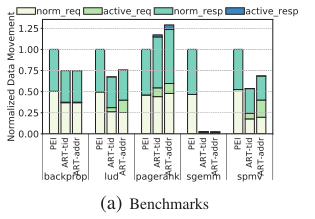 norm_req active_req norm_resp active_resp
Normalized Data Movement
1.25
1.00
0.75
0.50
0.25
0.00
PEI ART-tid ART-addr PEI ART-tid ART-addr PEI ART-tid ART-addr PEI ART-tid ART-addr PEI ART-tid ART-addr
backprop lud pagerank sgemm
(a) Benchmarks